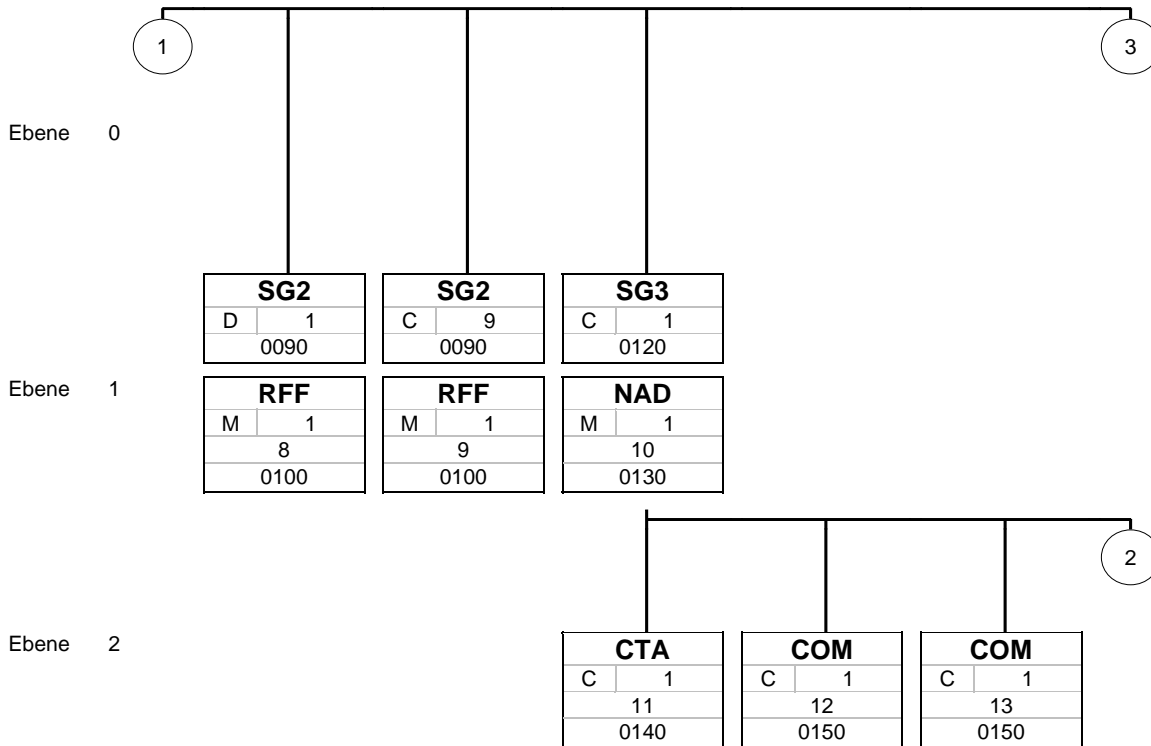 1 3
Ebene 0
SG2 SG2 SG3
D 1 C 9 C 1
0090 0090 0120
Ebene 1
RFF RFF NAD
M 1 M 1 M 1
8 9 10
0100 0100 0130
2
Ebene 2
CTA COM COM
C 1 C 1 C 1
11 12 13
0140 0150 0150